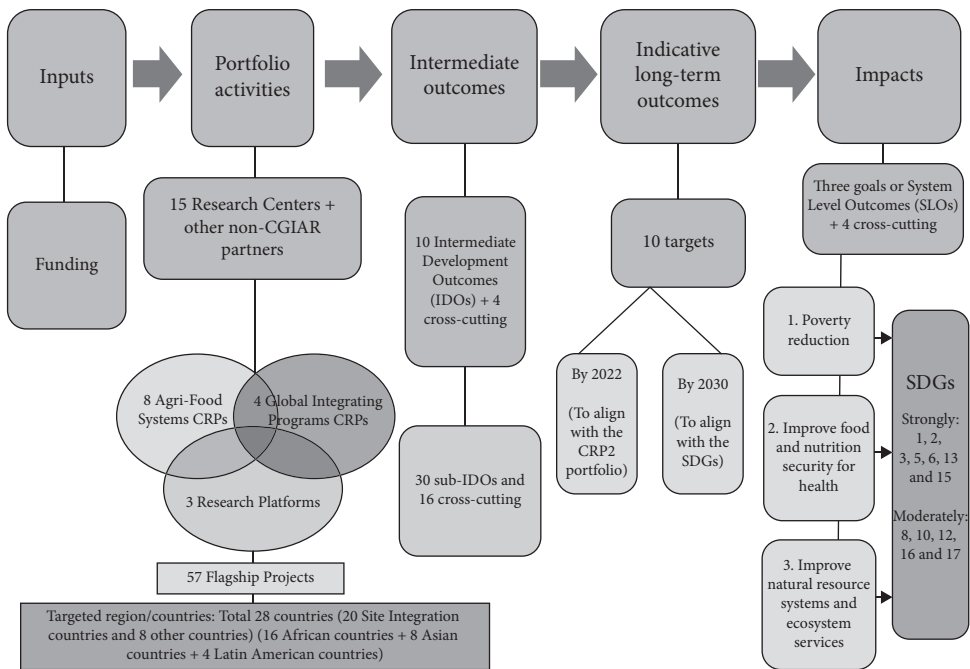 Inputs
Portfolio
activities
Intermediate
outcomes
Indicative
long-term
outcomes
Impacts
Funding
15 Research Centers +
other non-CGIAR
partners
8 Agri-Food
Systems CRPs
4 Global Integrating
Programs CRPs
3 Research Platforms
57 Flagship Projects
Targeted region/countries: Total 28 countries (20 Site Integration
countries and 8 other countries) (16 African countries + 8 Asian
countries + 4 Latin American countries)
10 Intermediate
Development
Outcomes
(IDOs) + 4
cross-cutting
30 sub-IDOs and
16 cross-cutting
10 targets
By 2022
(To align
with the
CRP2
portfolio)
By 2030
(To align
with the
SDGs)
Three goals or System
Level Outcomes (SLOs)
+ 4 cross-cutting
1. Poverty
reduction
2. Improve food
and nutrition
security for
health
3. Improve
natural resource
systems and
ecosystem
services
SDGs
Strongly:
1, 2,
3, 5, 6, 13
and 15
Moderately:
8, 10, 12,
16 and 17